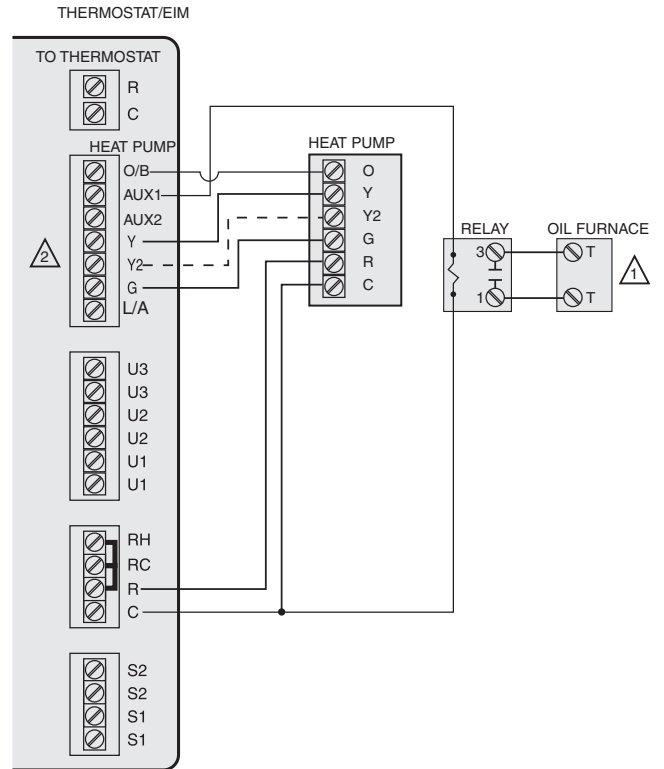 THERMOSTAT/EIM
TO THERMOSTAT
R
C
HEAT PUMP
O/B
AUX1
AUX2
Y
Y2
G
L/A
2
U3
U3
U2
U2
U1
U1
RH
RC
R
C
S2
S2
S1
S1
HEAT PUMP
O
Y
Y2
G
R
C
RELAY
3
1
OIL FURNACE
T
T
1